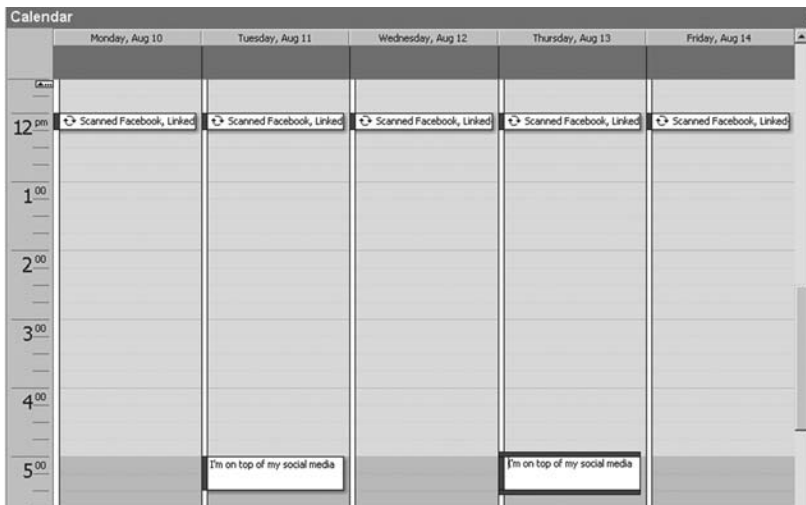 Calendar
Monday, Aug 10 Tuesday, Aug 11 Wednesday, Aug 12 Thursday, Aug 13 Friday, Aug 14
12 pm Scanned Facebook, Linked Scanned Facebook, Linked Scanned Facebook, Linked Scanned Facebook, Linked Scanned Facebook, Linked
1 00
2 00
3 00
4 00
5 00 I'm on top of my social media I'm on top of my social media